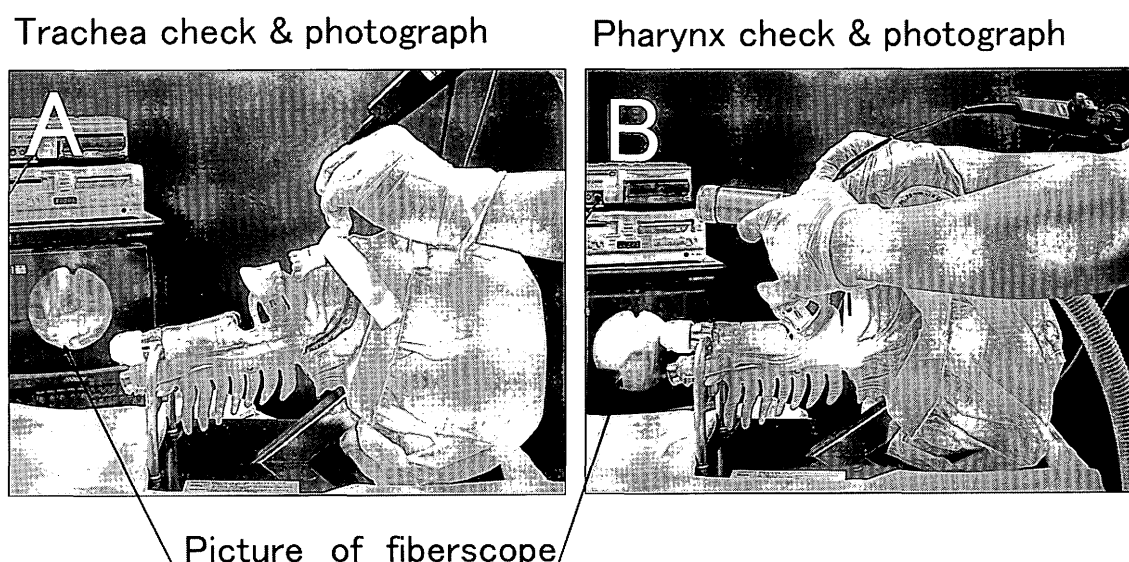 Trachea check & photograph
Pharynx check & photograph
A
B
Picture of fiberscope